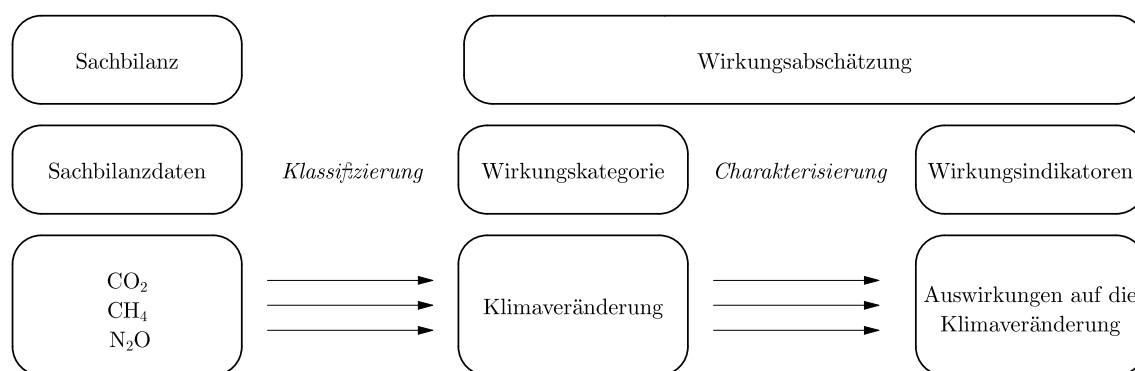 Sachbilanz
Wirkungsabschätzung
Sachbilanzdaten
Klassifizierung
Wirkungskategorie
Charakterisierung
Wirkungsindikatoren
CO₂
CH₄
N₂O
Klimaveränderung
Auswirkungen auf die
Klimaveränderung